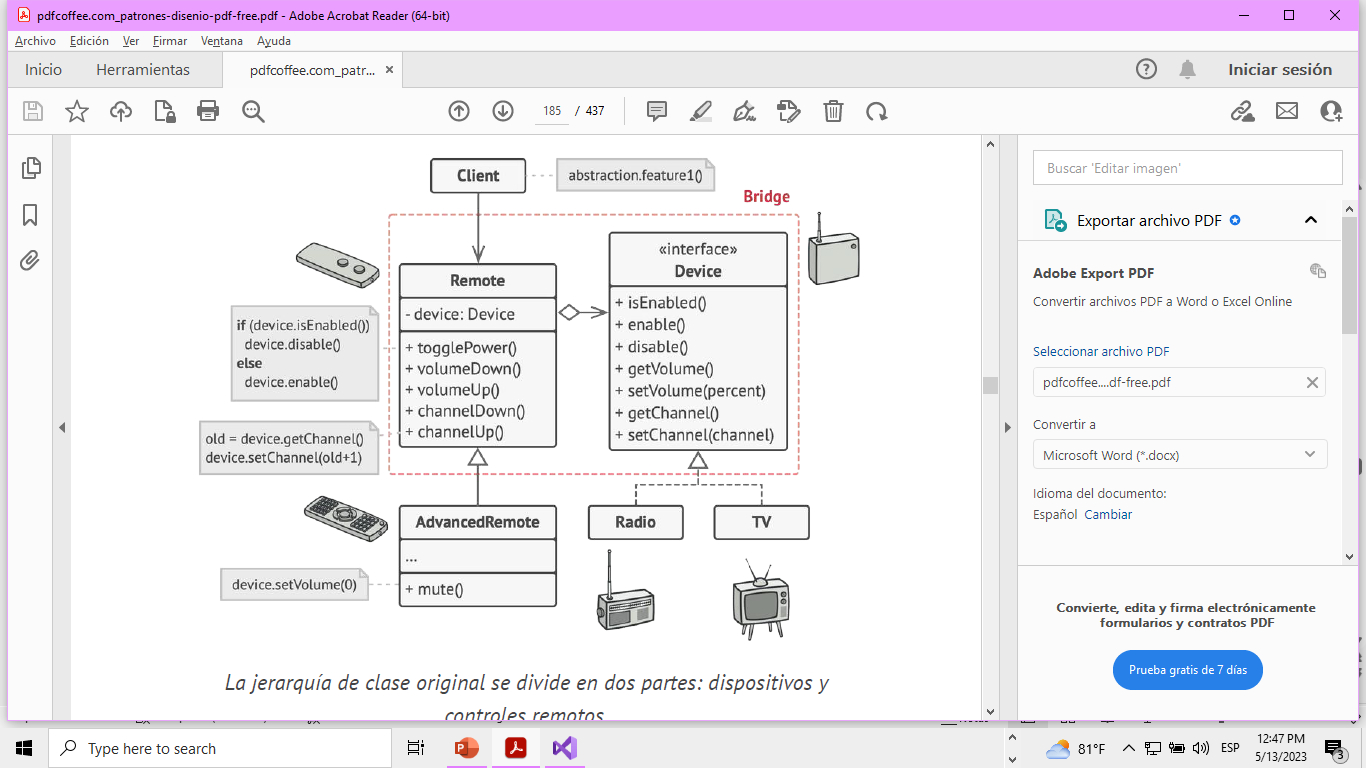 pdfcoffee.com_patrones-disenio-pdf-free.pdf - Adobe Acrobat Reader (64-bit)
Archivo Edición Ver Firmar Ventana Ayuda
Inicio Herramientas pdfcoffee.com_patr... × Iniciar sesión
185 / 437
Client
abstraction.feature1()
Bridge
Remote
- device: Device
+ togglePower()
+ volumeDown()
+ volumeUp()
+ channelDown()
+ channelUp()
«interface»
Device
+ isEnabled()
+ enable()
+ disable()
+ getVolume()
+ setVolume(percent)
+ getChannel()
+ setChannel(channel)
if (device.isEnabled())
device.disable()
else
device.enable()
old = device.getChannel()
device.setChannel(old+1)
AdvancedRemote
...
+ mute()
device.setVolume(0)
Radio
TV
La jerarquía de clase original se divide en dos partes: dispositivos y
controles remotos
Buscar 'Editar imagen'
Exportar archivo PDF
Adobe Export PDF
Convertir archivos PDF a Word o Excel Online
Seleccionar archivo PDF
pdfcoffee....df-free.pdf
Convertir a
Microsoft Word (*.docx)
Idioma del documento:
Español Cambiar
Convierte, edita y firma electrónicamente
formularios y contratos PDF
Prueba gratis de 7 días
Type here to search
81°F
ESP
12:47 PM
5/13/2023
3